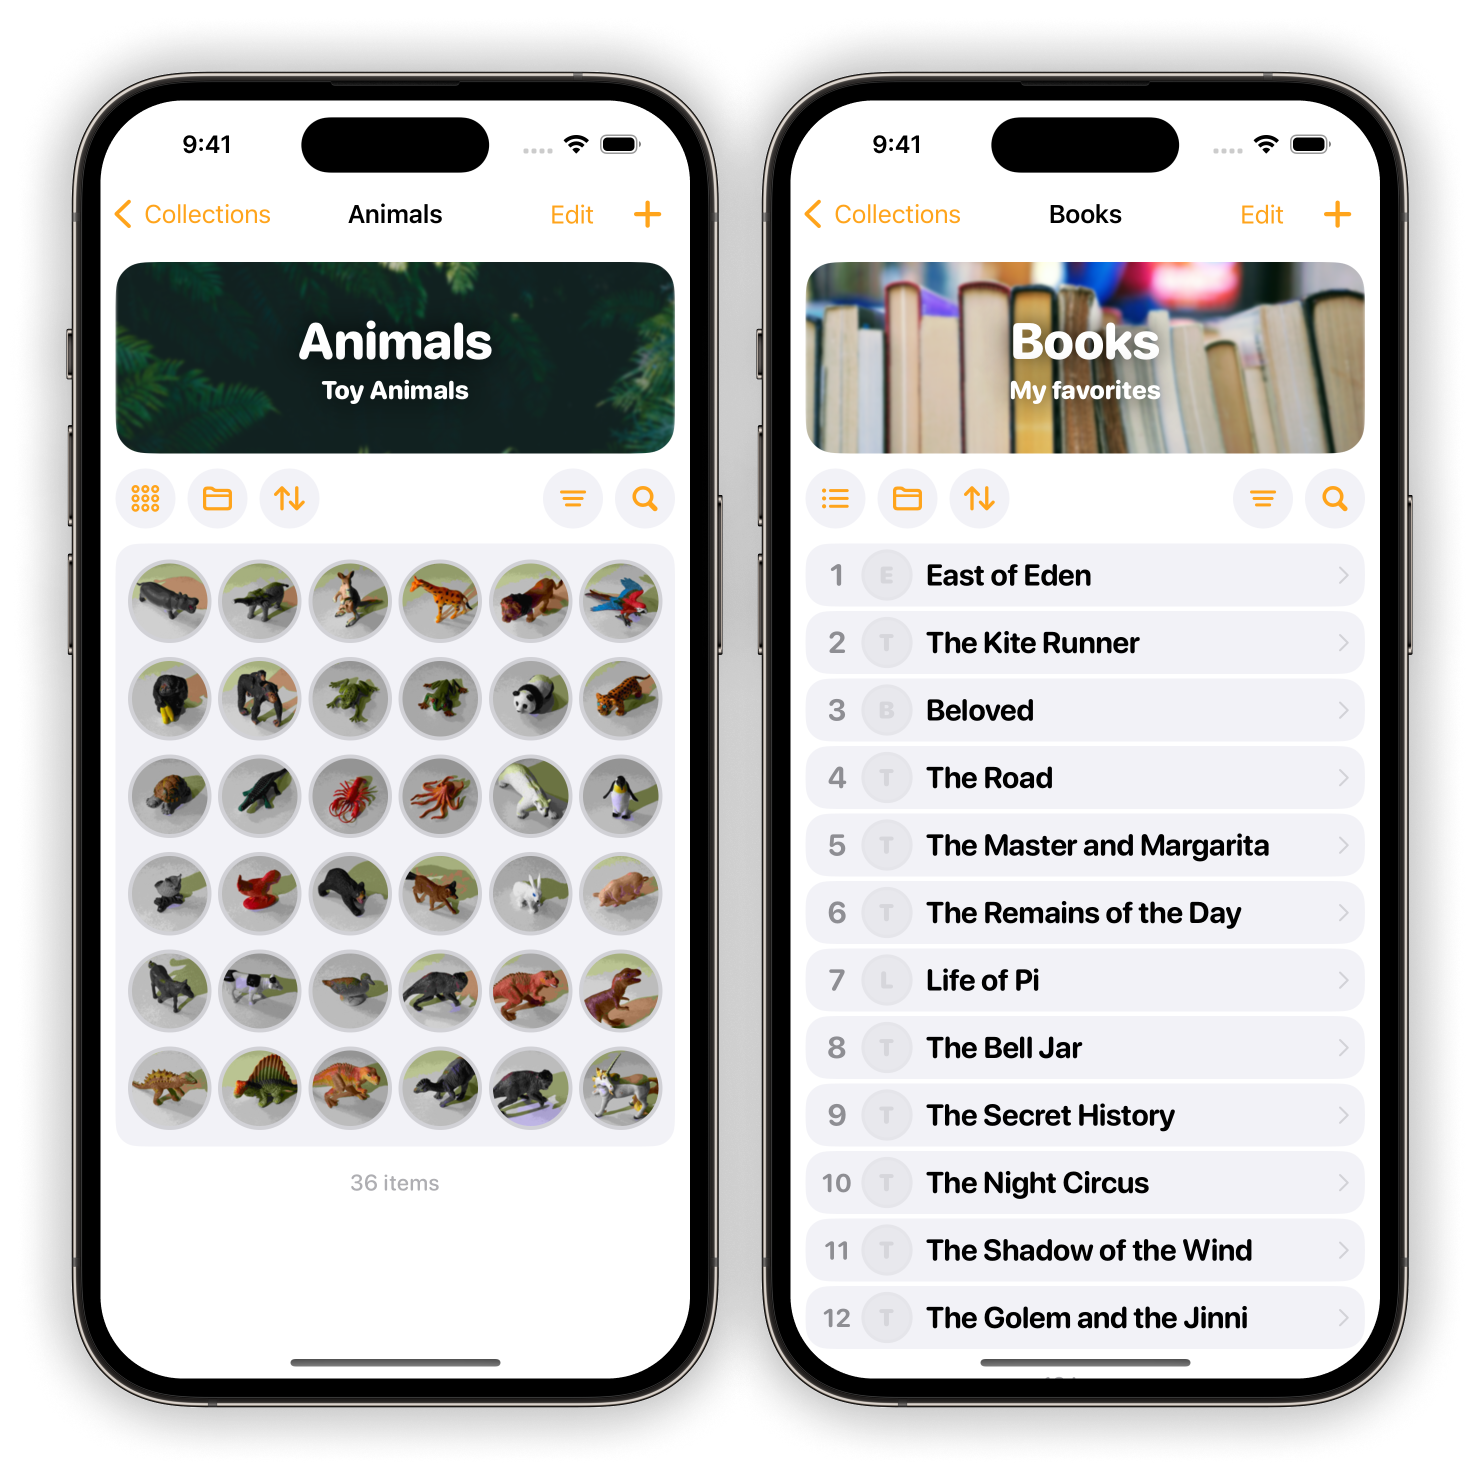 9:41
Collections
Animals
Edit
Animals
Toy Animals
36 items
9:41
Collections
Books
Edit
Books
My favorites
1 E East of Eden
2 T The Kite Runner
3 B Beloved
4 T The Road
5 T The Master and Margarita
6 T The Remains of the Day
7 L Life of Pi
8 T The Bell Jar
9 T The Secret History
10 T The Night Circus
11 T The Shadow of the Wind
12 T The Golem and the Jinni